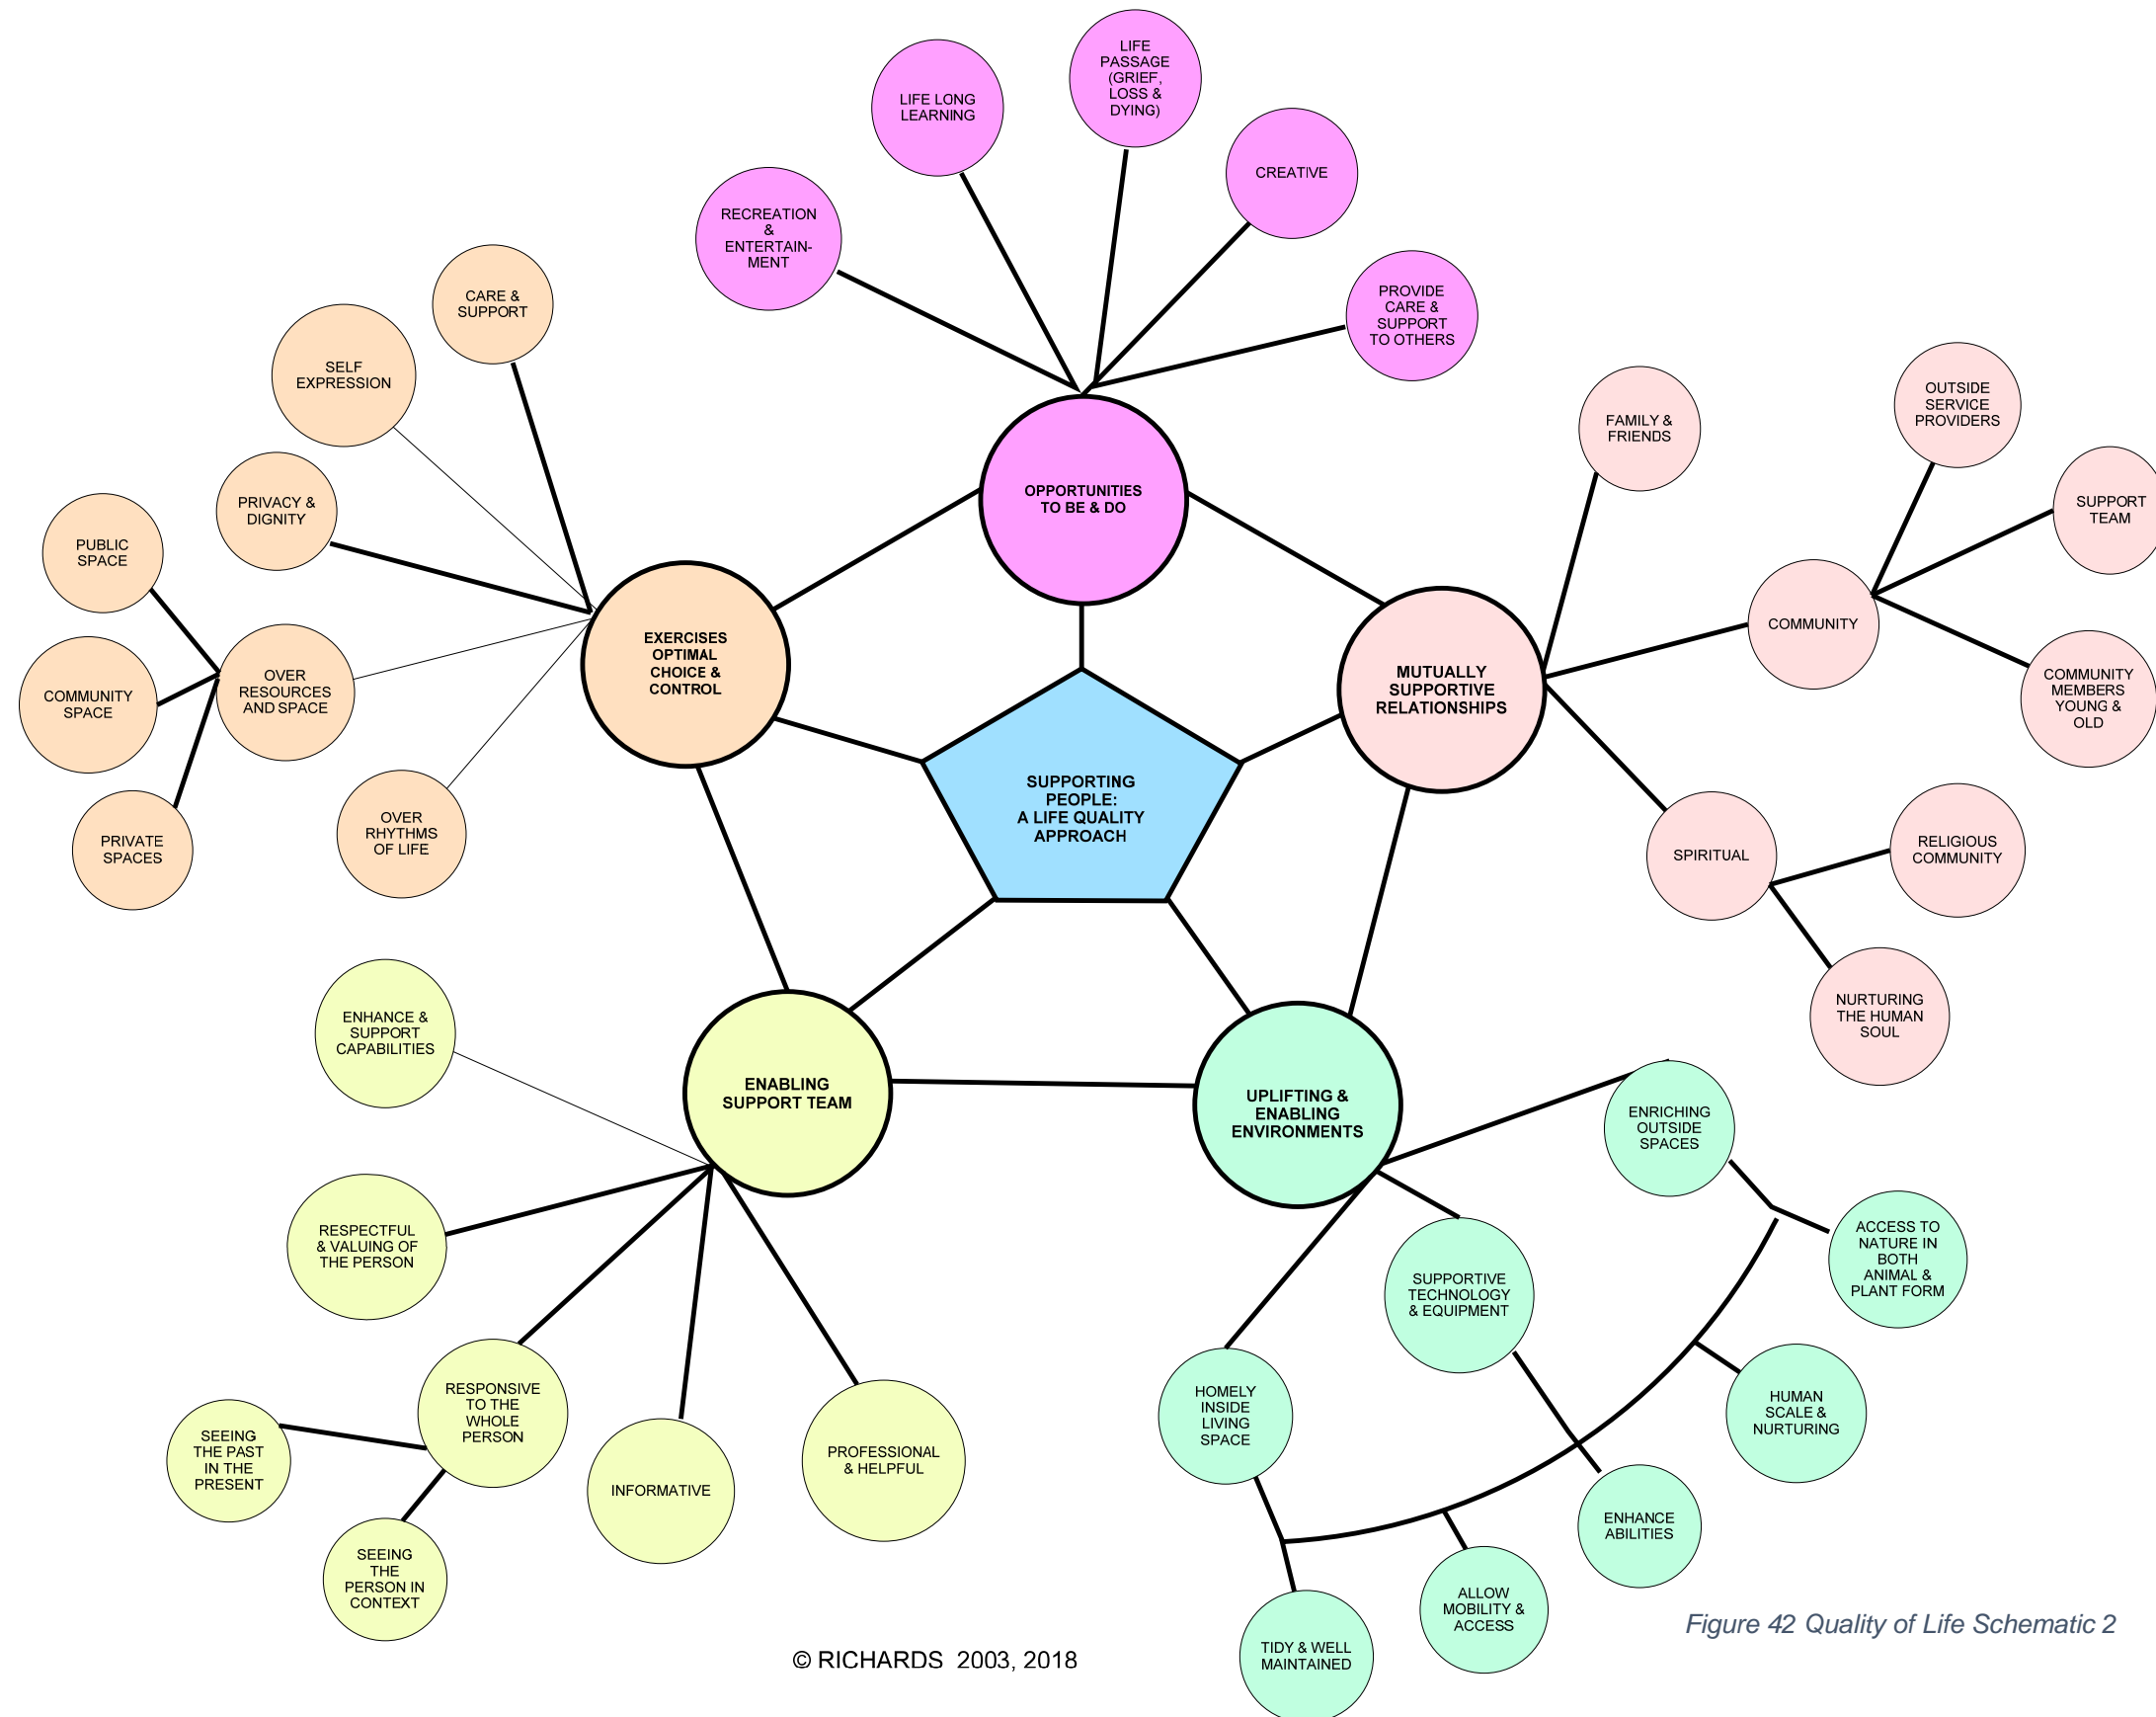 LIFE
PASSAGE
(GRIEF,
LOSS &
DYING)
LIFE LONG
LEARNING
CREATIVE
RECREATION
&
ENTERTAIN-
MENT
PROVIDE
CARE &
SUPPORT
TO OTHERS
CARE &
SUPPORT
SELF
EXPRESSION
PRIVACY &
DIGNITY
PUBLIC
SPACE
COMMUNITY
SPACE
OVER
RESOURCES
AND SPACE
PRIVATE
SPACES
OVER
RHYTHMS
OF LIFE
EXERCISES
OPTIMAL
CHOICE &
CONTROL
OPPORTUNITIES
TO BE & DO
MUTUALLY
SUPPORTIVE
RELATIONSHIPS
FAMILY &
FRIENDS
OUTSIDE
SERVICE
PROVIDERS
SUPPORT
TEAM
COMMUNITY
COMMUNITY
MEMBERS
YOUNG &
OLD
SPIRITUAL
RELIGIOUS
COMMUNITY
NURTURING
THE HUMAN
SOUL
SUPPORTING
PEOPLE:
A LIFE QUALITY
APPROACH
ENABLING
SUPPORT TEAM
ENHANCE &
SUPPORT
CAPABILITIES
RESPECTFUL
& VALUING OF
THE PERSON
RESPONSIVE
TO THE
WHOLE
PERSON
SEEING
THE PAST
IN THE
PRESENT
SEEING
THE
PERSON IN
CONTEXT
INFORMATIVE
PROFESSIONAL
& HELPFUL
UPLIFTING &
ENABLING
ENVIRONMENTS
ENRICHING
OUTSIDE
SPACES
ACCESS TO
NATURE IN
BOTH
ANIMAL &
PLANT FORM
SUPPORTIVE
TECHNOLOGY
& EQUIPMENT
HOMELY
INSIDE
LIVING
SPACE
HUMAN
SCALE &
NURTURING
ENHANCE
ABILITIES
ALLOW
MOBILITY &
ACCESS
TIDY & WELL
MAINTAINED
Figure 42 Quality of Life Schematic 2
© RICHARDS 2003, 2018